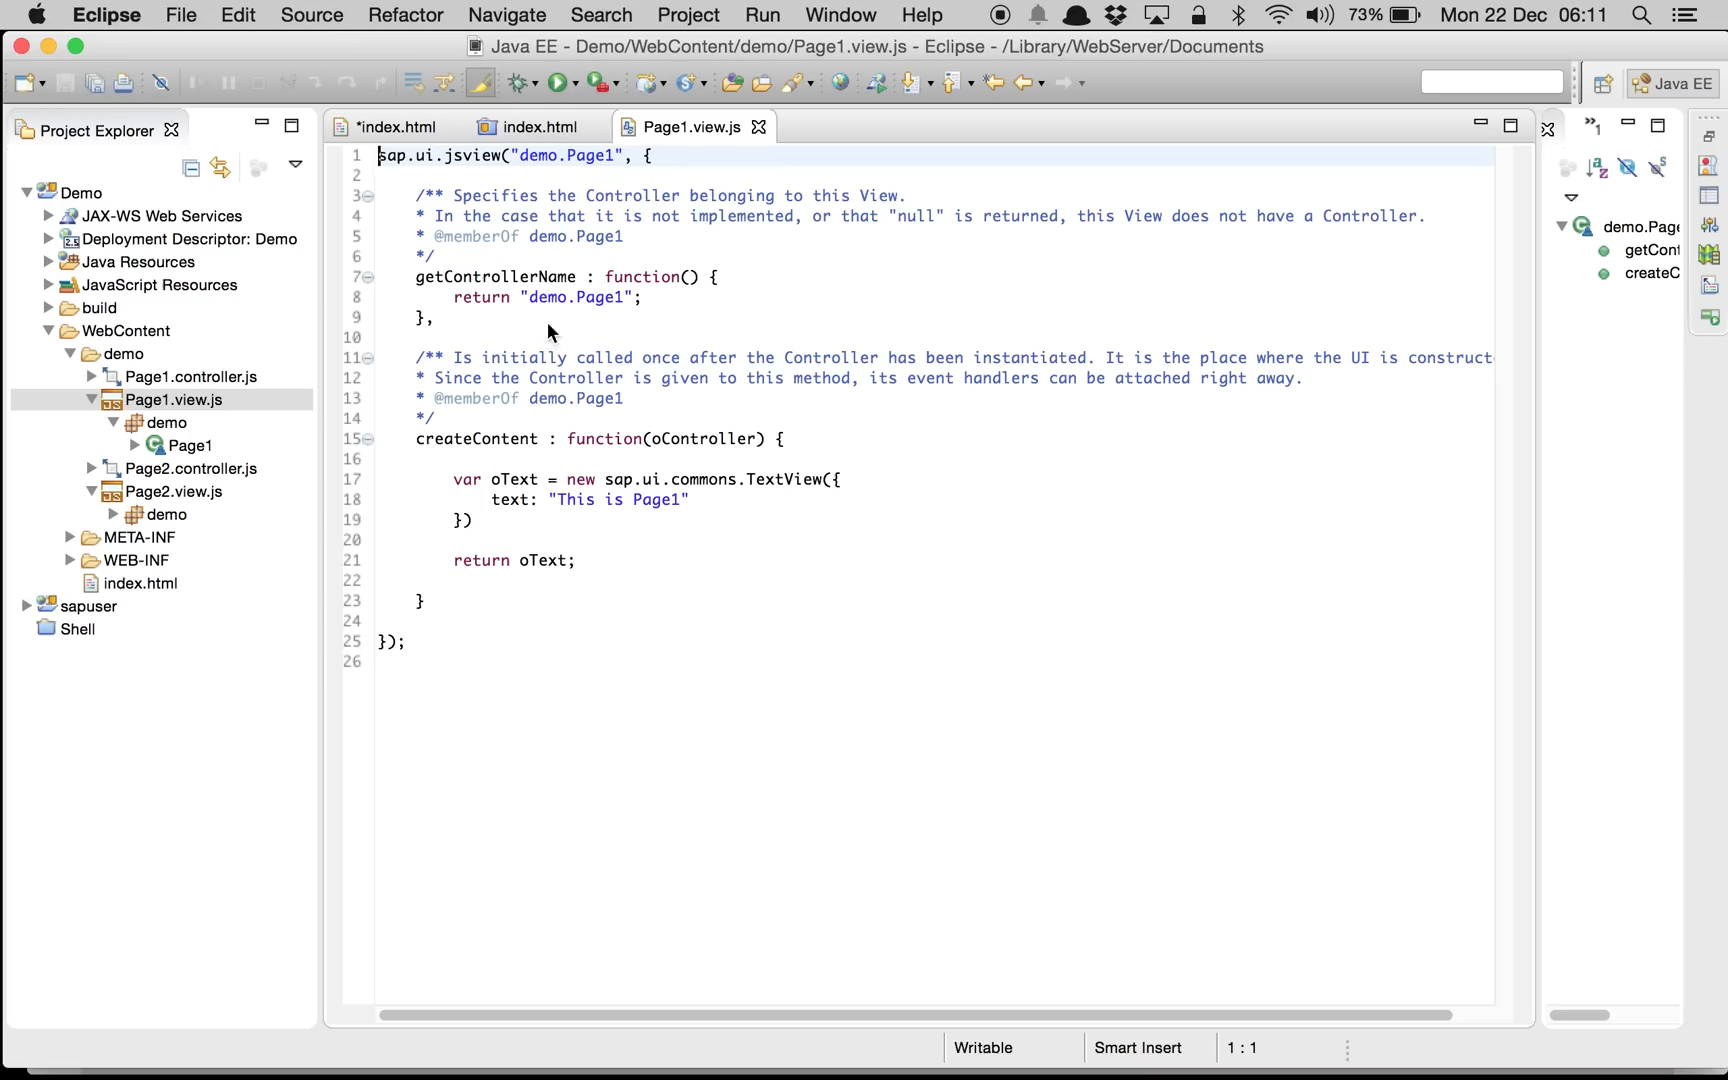 Eclipse File Edit Source Refactor Navigate Search Project Run Window Help 73% Mon 22 Dec 06:11
Java EE - Demo/WebContent/demo/Page1.view.js - Eclipse - /Library/WebServer/Documents
Java EE
Project Explorer
Demo
JAX-WS Web Services
Deployment Descriptor: Demo
Java Resources
JavaScript Resources
build
WebContent
demo
Page1.controller.js
Page1.view.js
demo
Page1
Page2.controller.js
Page2.view.js
demo
META-INF
WEB-INF
index.html
sapuser
Shell
*index.html index.html Page1.view.js
1 sap.ui.jsview("demo.Page1", {
2
3 /** Specifies the Controller belonging to this View.
4 * In the case that it is not implemented, or that "null" is returned, this View does not have a Controller.
5 * @memberOf demo.Page1
6 */
7 getControllerName : function() {
8 return "demo.Page1";
9 },
10
11 /** Is initially called once after the Controller has been instantiated. It is the place where the UI is construct
12 * Since the Controller is given to this method, its event handlers can be attached right away.
13 * @memberOf demo.Page1
14 */
15 createContent : function(oController) {
16
17 var oText = new sap.ui.commons.TextView({
18 text: "This is Page1"
19 })
20
21 return oText;
22
23 }
24
25 });
26
»1
demo.Page
getCont
createC
Writable Smart Insert 1 : 1